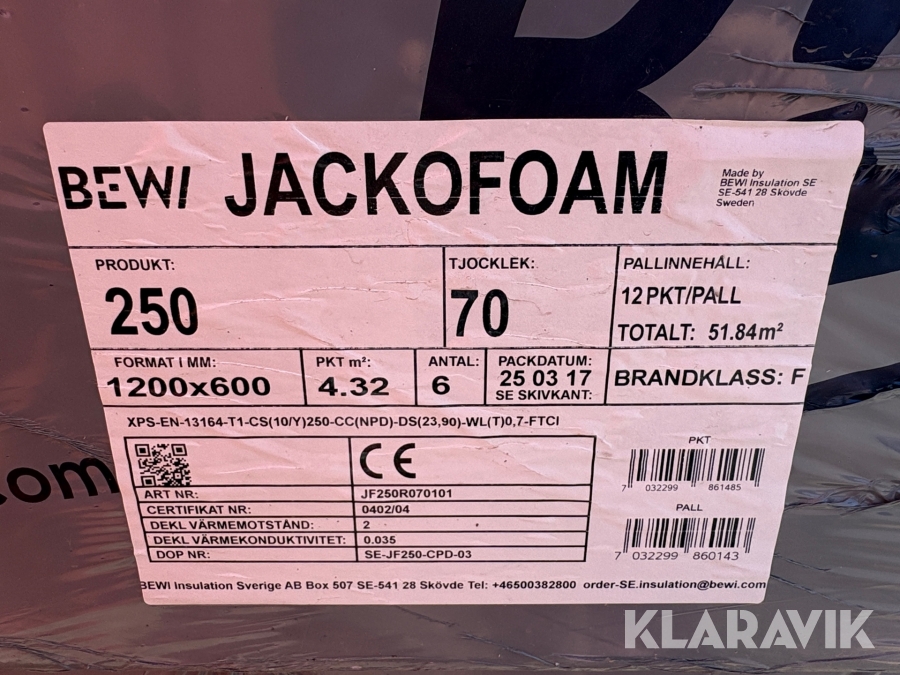 BEWI JACKOFOAM
Made by
BEWI Insulation SE
SE-541 28 Skövde
Sweden
PRODUKT:
250
TJOCKLEK:
70
PALLINNEHÅLL:
12 PKT/PALL
TOTALT: 51.84m²
FORMAT I MM:
1200x600
PKT m²:
4.32
ANTAL:
6
PACKDATUM:
25 03 17
SE SKIVKANT:
BRANDKLASS: F
XPS-EN-13164-T1-CS(10/Y)250-CC(NPD)-DS(23,90)-WL(T)0,7-FTCI
CE
ART NR: JF250R070101
CERTIFIKAT NR: 0402/04
DEKL VÄRMEMOTSTÅND: 2
DEKL VÄRMEKONDUKTIVITET: 0.035
DOP NR: SE-JF250-CPD-03
PKT
7 032299 861485
PALL
7 032299 860143
BEWI Insulation Sverige AB Box 507 SE-541 28 Skövde Tel: +46500382800 order-SE.insulation@bewi.com
.com
KLARAVIK